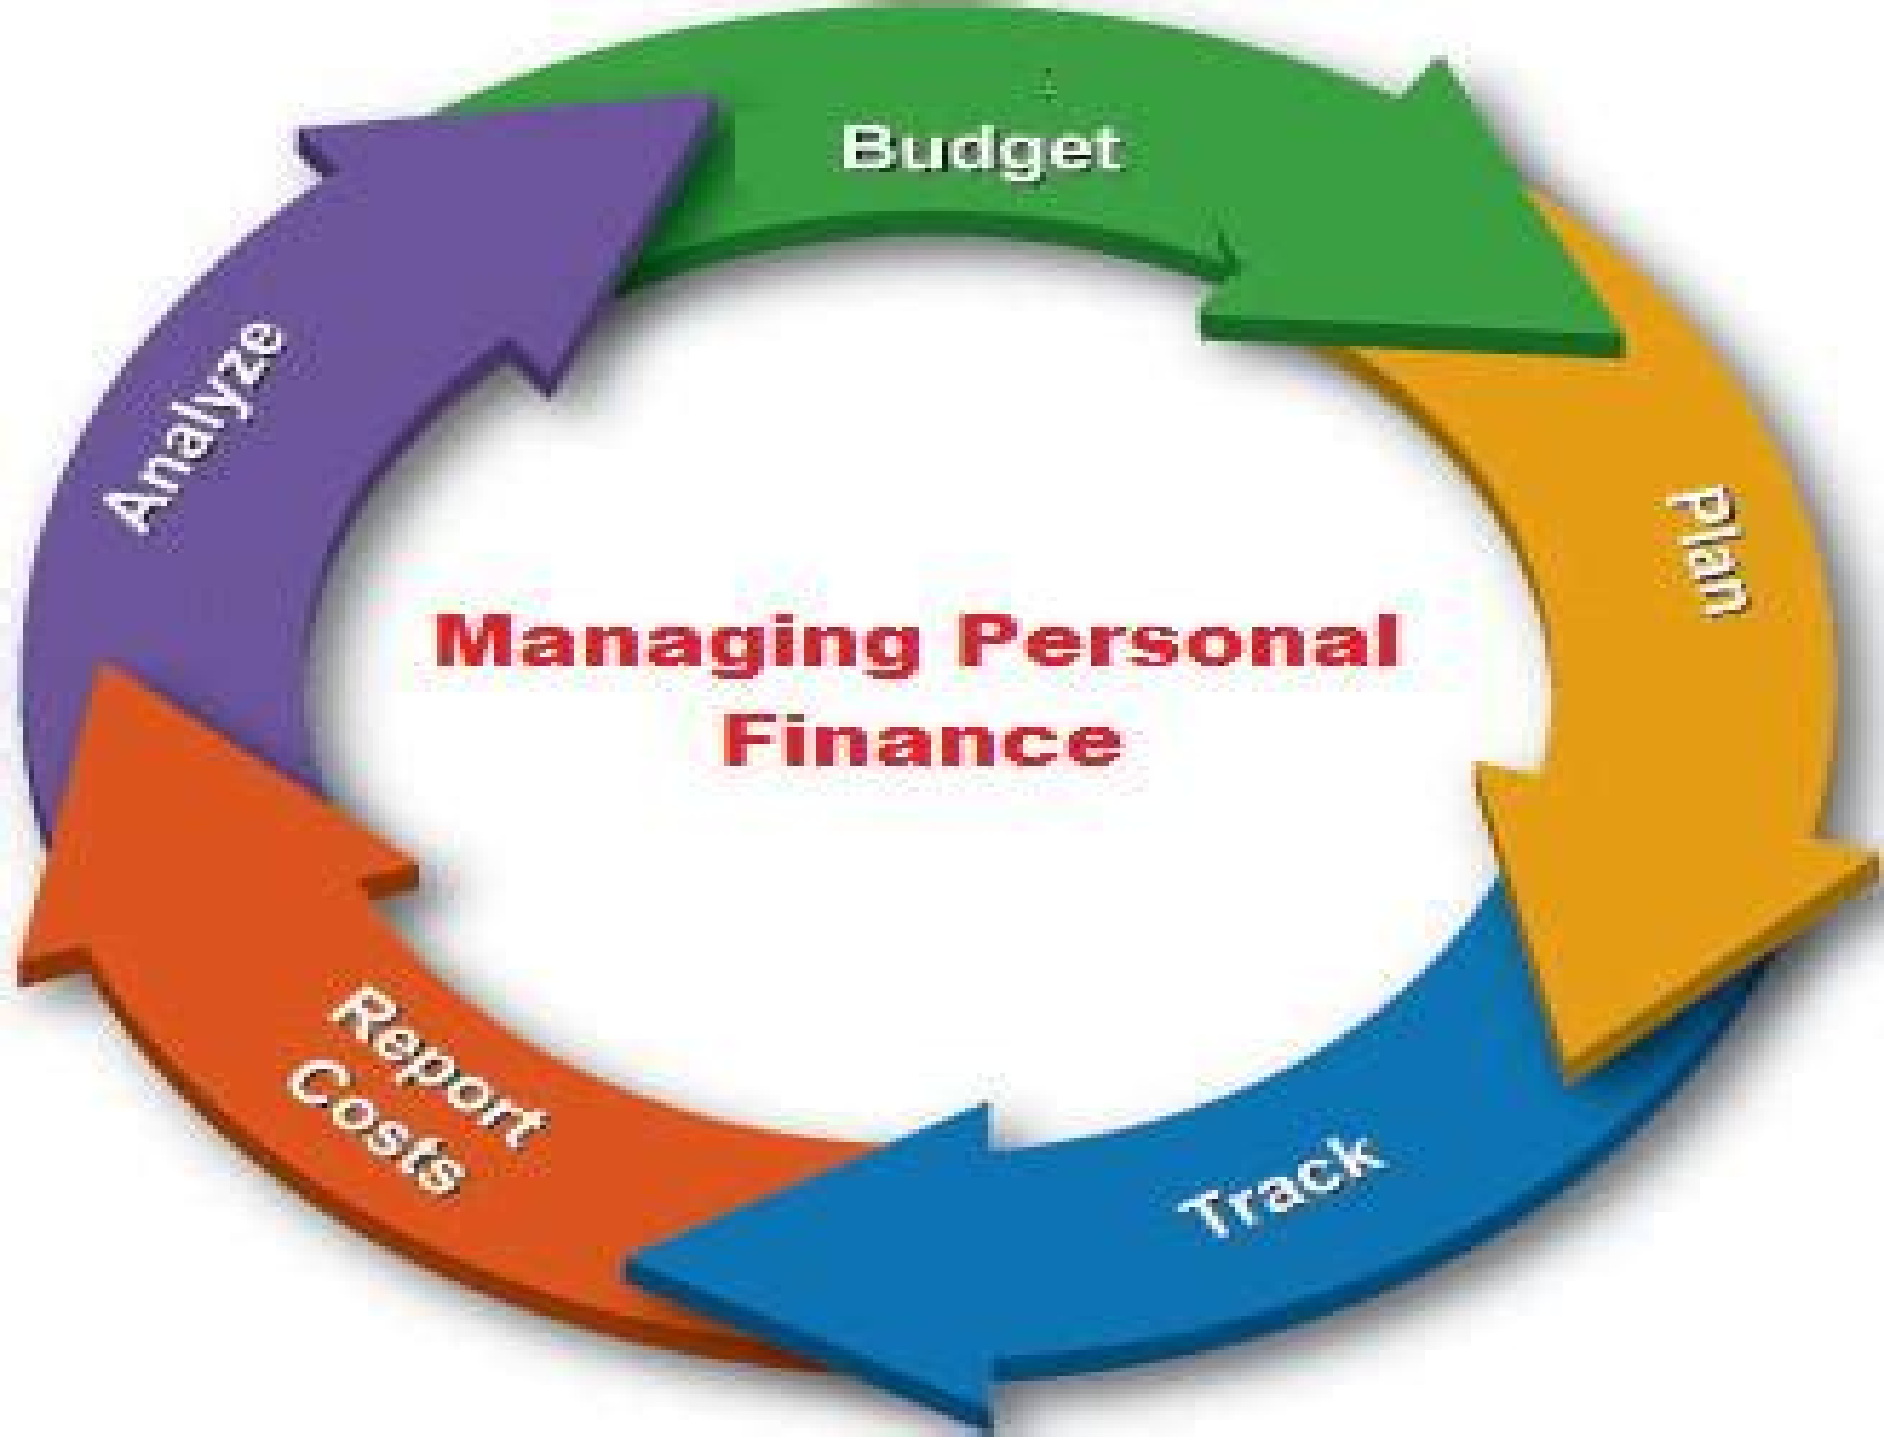 Budget
Plan
Track
Report
Costs
Analyze
Managing Personal
Finance